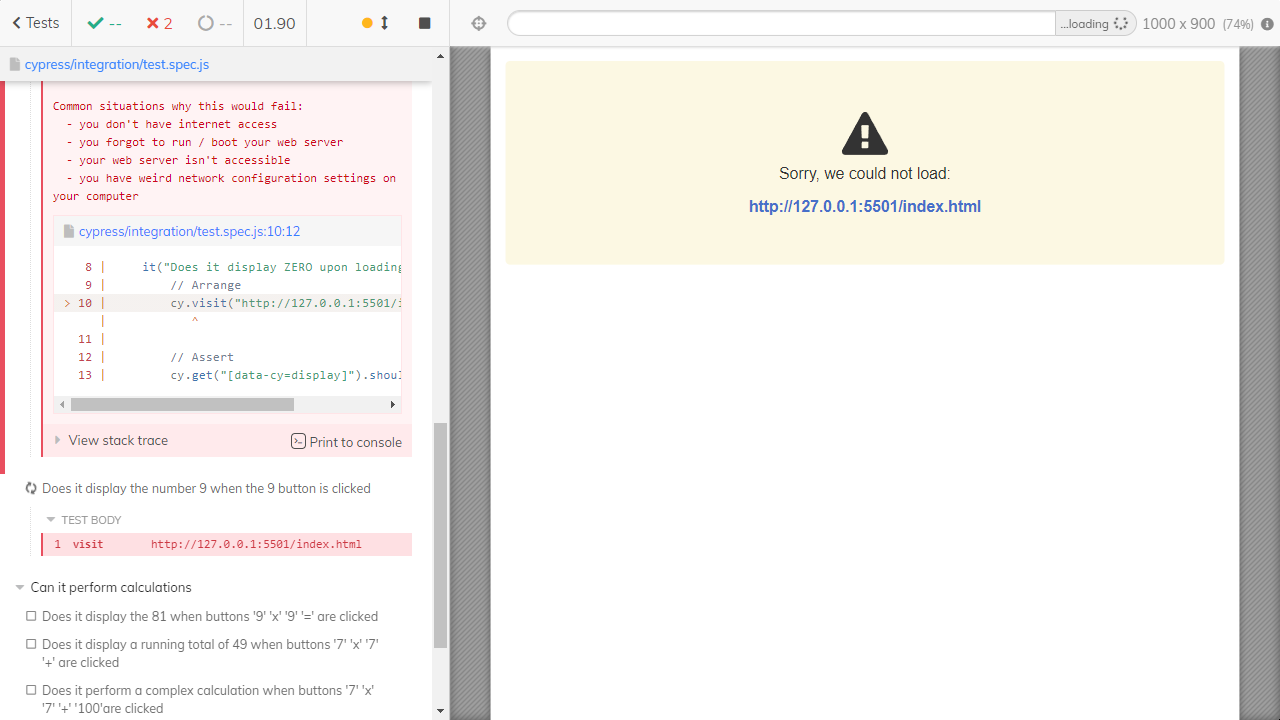 Tests
--
2
--
01.90
...loading
1000 x 900 (74%)
cypress/integration/test.spec.js
Common situations why this would fail:
- you don't have internet access
- you forgot to run / boot your web server
- your web server isn't accessible
- you have weird network configuration settings on
your computer
cypress/integration/test.spec.js:10:12
8 | it("Does it display ZERO upon loading
9 | // Arrange
> 10 | cy.visit("http://127.0.0.1:5501/i
| ^
11 |
12 | // Assert
13 | cy.get("[data-cy=display]").shoul
View stack trace
Print to console
Does it display the number 9 when the 9 button is clicked
TEST BODY
1 visit http://127.0.0.1:5501/index.html
Can it perform calculations
Does it display the 81 when buttons '9' 'x' '9' '=' are clicked
Does it display a running total of 49 when buttons '7' 'x' '7'
'+' are clicked
Does it perform a complex calculation when buttons '7' 'x'
'7' '+' '100'are clicked
Sorry, we could not load:
http://127.0.0.1:5501/index.html